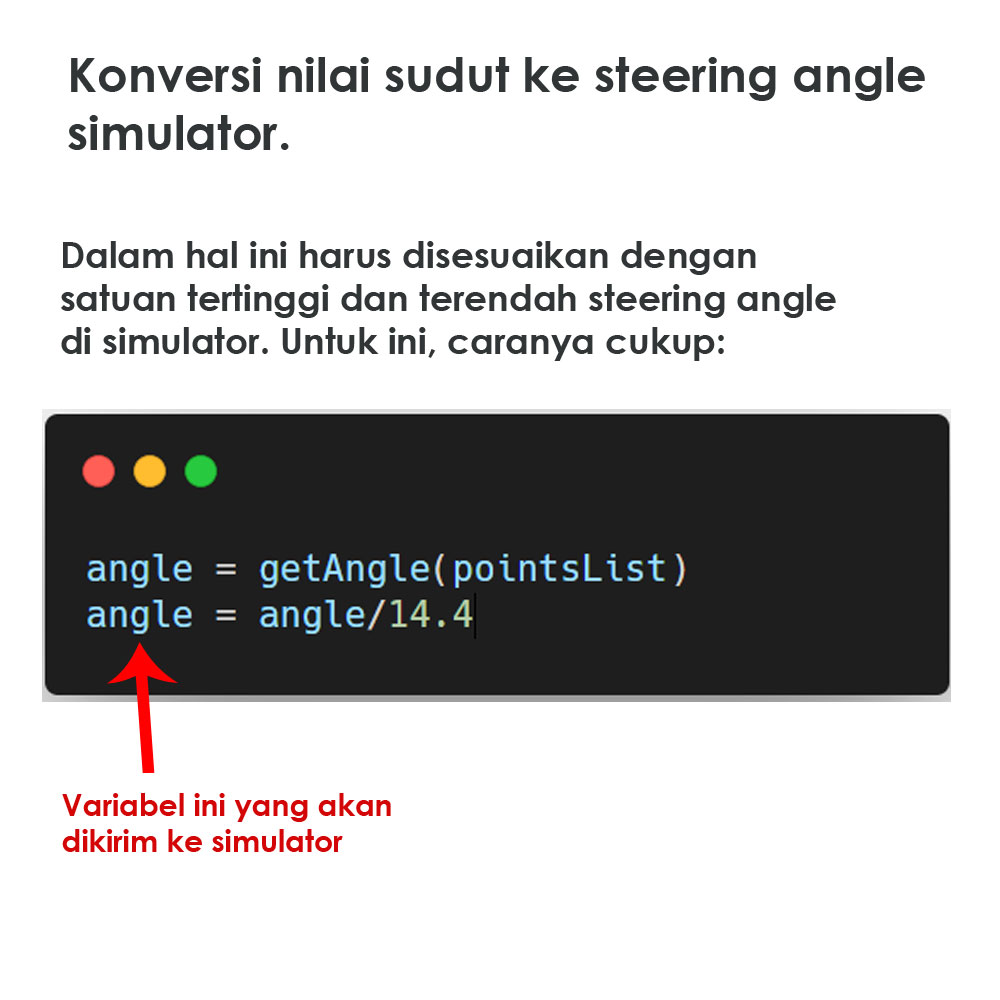 Konversi nilai sudut ke steering angle
simulator.
Dalam hal ini harus disesuaikan dengan
satuan tertinggi dan terendah steering angle
di simulator. Untuk ini, caranya cukup:
angle = getAngle(pointsList)
angle = angle/14.4
Variabel ini yang akan
dikirim ke simulator